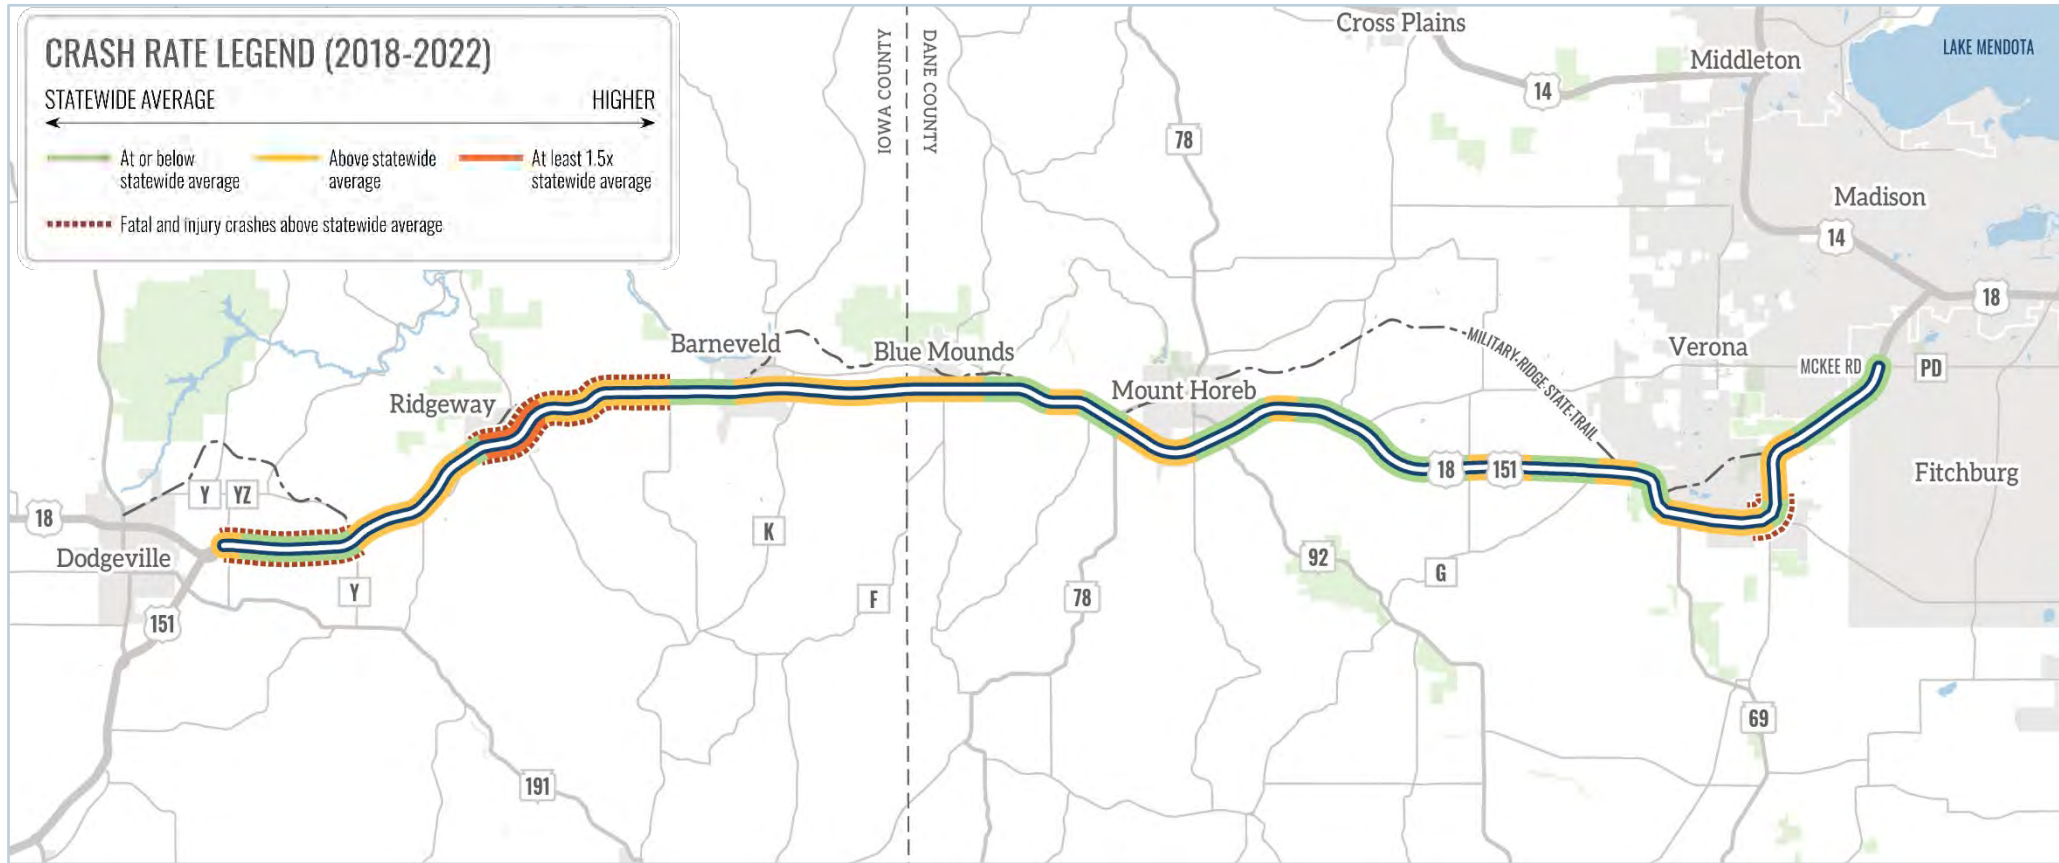 CRASH RATE LEGEND (2018-2022)
STATEWIDE AVERAGE HIGHER
At or below
statewide average
Above statewide
average
At least 1.5x
statewide average
Fatal and Injury crashes above statewide average
IOWA COUNTY
DANE COUNTY
Cross Plains
Middleton
LAKE MENDOTA
14
78
Madison
14
18
Barneveld
Blue Mounds
Ridgeway
Mount Horeb
MILITARY RIDGE STATE TRAIL
Verona
MCKEE RD
PD
Fitchburg
18
151
Y
YZ
18
Dodgeville
K
92
G
Y
F
78
151
69
191